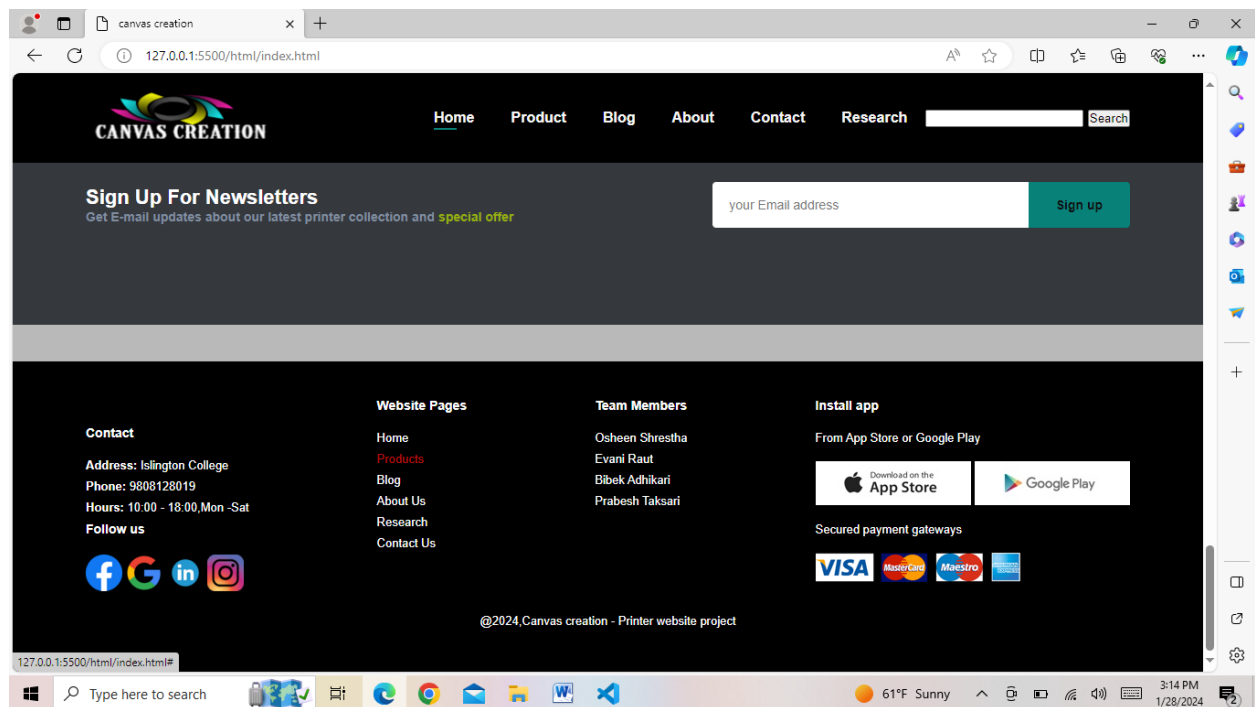 canvas creation
127.0.0.1:5500/html/index.html
CANVAS CREATION
Home Product Blog About Contact Research Search
Sign Up For Newsletters
Get E-mail updates about our latest printer collection and special offer
your Email address Sign up
Contact
Address: Islington College
Phone: 9808128019
Hours: 10:00 - 18:00,Mon -Sat
Follow us
in
Website Pages
Home
Products
Blog
About Us
Research
Contact Us
Team Members
Osheen Shrestha
Evani Raut
Bibek Adhikari
Prabesh Taksari
Install app
From App Store or Google Play
Download on the
App Store
Google Play
Secured payment gateways
VISA MasterCard Maestro
@2024,Canvas creation - Printer website project
127.0.0.1:5500/html/index.html#
Type here to search
61°F Sunny
3:14 PM
1/28/2024
2